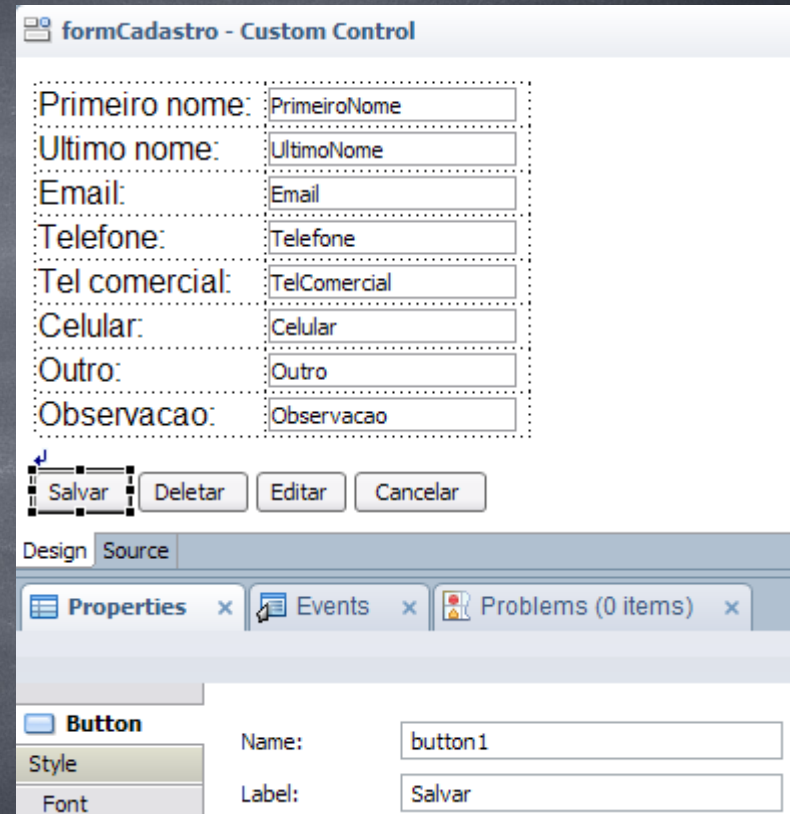 formCadastro - Custom Control
Primeiro nome: PrimeiroNome
Ultimo nome: UltimoNome
Email: Email
Telefone: Telefone
Tel comercial: TelComercial
Celular: Celular
Outro: Outro
Observacao: Observacao
Salvar Deletar Editar Cancelar
Design Source
Properties Events Problems (0 items)
Button
Name: button1
Style
Label: Salvar
Font